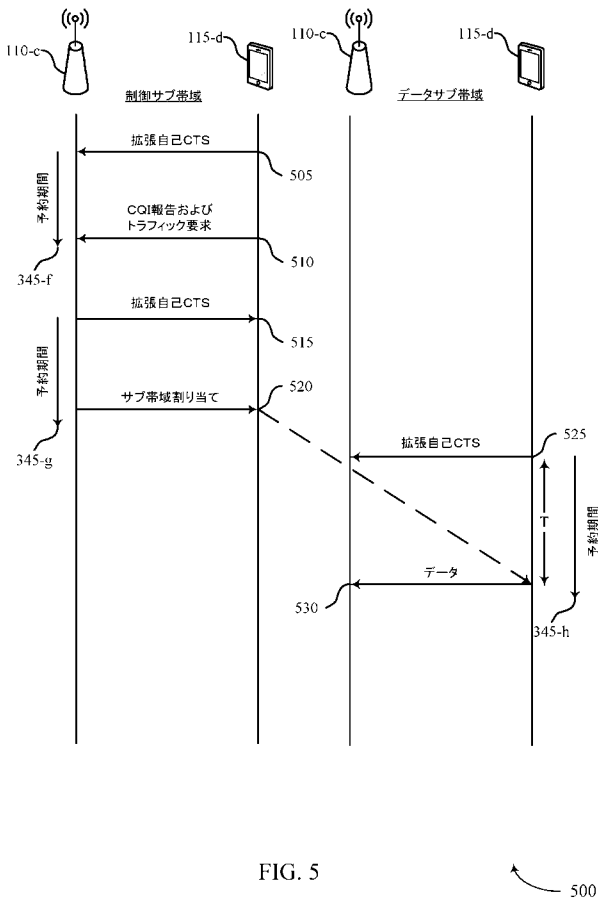 110-c
115-d
110-c
115-d
制御サブ帯域
データサブ帯域
拡張自己CTS
505
予約期間
CQI報告および
トラフィック要求
510
345-f
拡張自己CTS
515
予約期間
サブ帯域割り当て
520
345-g
拡張自己CTS
525
T
予約期間
データ
530
345-h
FIG. 5
500